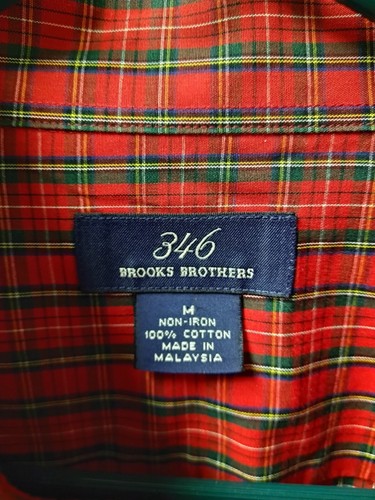 346
BROOKS BROTHERS
M
NON-IRON
100% COTTON
MADE IN
MALAYSIA